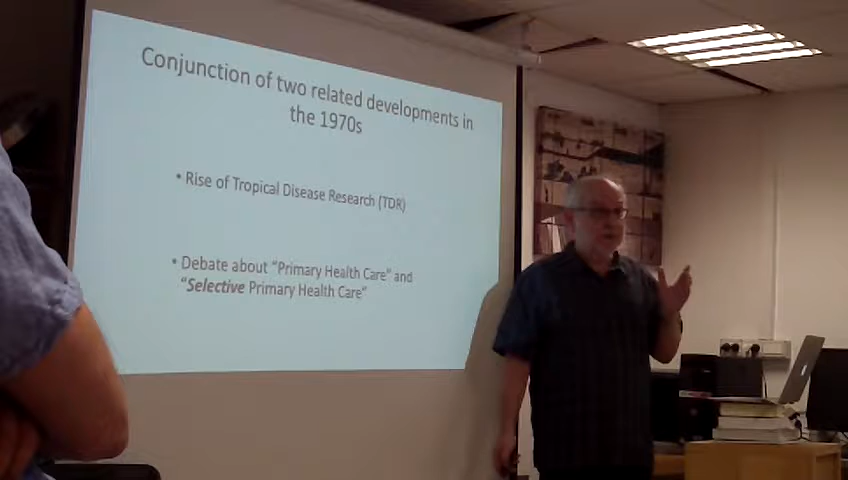 Conjunction of two related developments in
the 1970s
• Rise of Tropical Disease Research (TDR)
• Debate about "Primary Health Care" and
"Selective Primary Health Care"